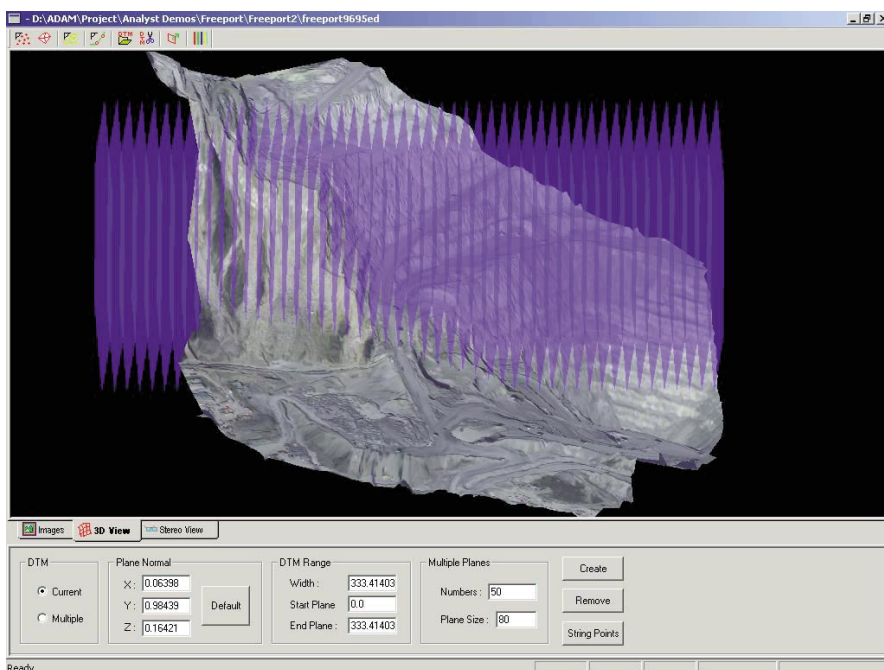 - D:\ADAM\Project\Analyst Demos\Freeport\Freeport2\freeport9695ed
DTM
Images
3D View
Stereo View
DTM
Current
Multiple
Plane Normal
X : 0.06398
Y : 0.98439
Z : 0.16421
Default
DTM Range
Width : 333.41403
Start Plane 0.0
End Plane : 333.41403
Multiple Planes
Numbers : 50
Plane Size : 80
Create
Remove
String Points
Ready